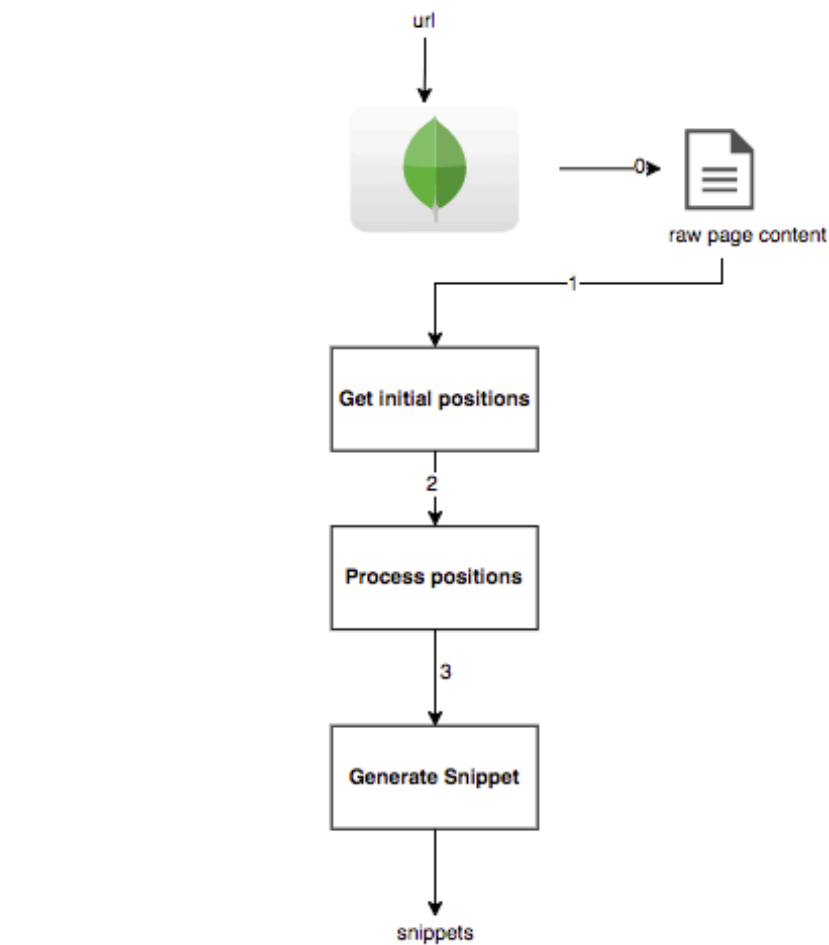 url
0
raw page content
1
Get initial positions
2
Process positions
3
Generate Snippet
snippets